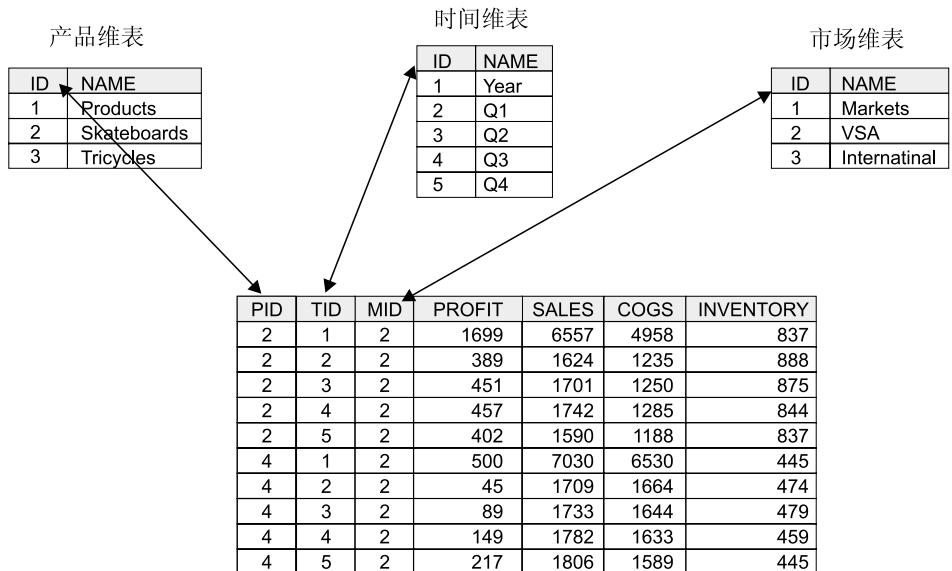 产品维表
时间维表
市场维表
ID NAME
1 Products
2 Skateboards
3 Tricycles
ID NAME
1 Year
2 Q1
3 Q2
4 Q3
5 Q4
ID NAME
1 Markets
2 VSA
3 Internatinal
PID TID MID PROFIT SALES COGS INVENTORY
2 1 2 1699 6557 4958 837
2 2 2 389 1624 1235 888
2 3 2 451 1701 1250 875
2 4 2 457 1742 1285 844
2 5 2 402 1590 1188 837
4 1 2 500 7030 6530 445
4 2 2 45 1709 1664 474
4 3 2 89 1733 1644 479
4 4 2 149 1782 1633 459
4 5 2 217 1806 1589 445